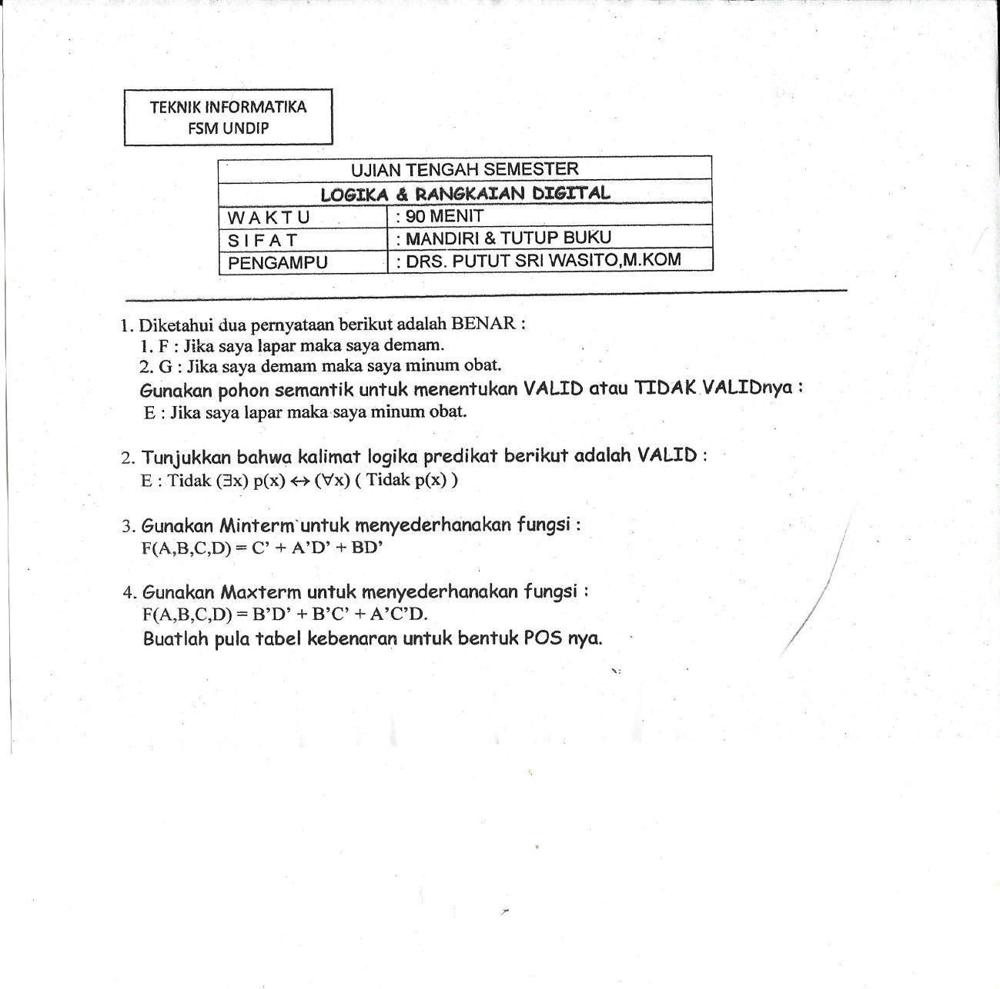 TEKNIK INFORMATIKA
FSM UNDIP
UJIAN TENGAH SEMESTER
LOGIKA & RANGKAIAN DIGITAL
W A K T U : 90 MENIT
S I F A T : MANDIRI & TUTUP BUKU
PENGAMPU : DRS. PUTUT SRI WASITO,M.KOM
1. Diketahui dua pernyataan berikut adalah BENAR :
1. F : Jika saya lapar maka saya demam.
2. G : Jika saya demam maka saya minum obat.
Gunakan pohon semantik untuk menentukan VALID atau TIDAK VALIDnya :
E : Jika saya lapar maka saya minum obat.
2. Tunjukkan bahwa kalimat logika predikat berikut adalah VALID :
E : Tidak (∃x) p(x) ↔ (∀x) ( Tidak p(x) )
3. Gunakan Minterm untuk menyederhanakan fungsi :
F(A,B,C,D) = C’ + A’D’ + BD’
4. Gunakan Maxterm untuk menyederhanakan fungsi :
F(A,B,C,D) = B’D’ + B’C’ + A’C’D.
Buatlah pula tabel kebenaran untuk bentuk POS nya.